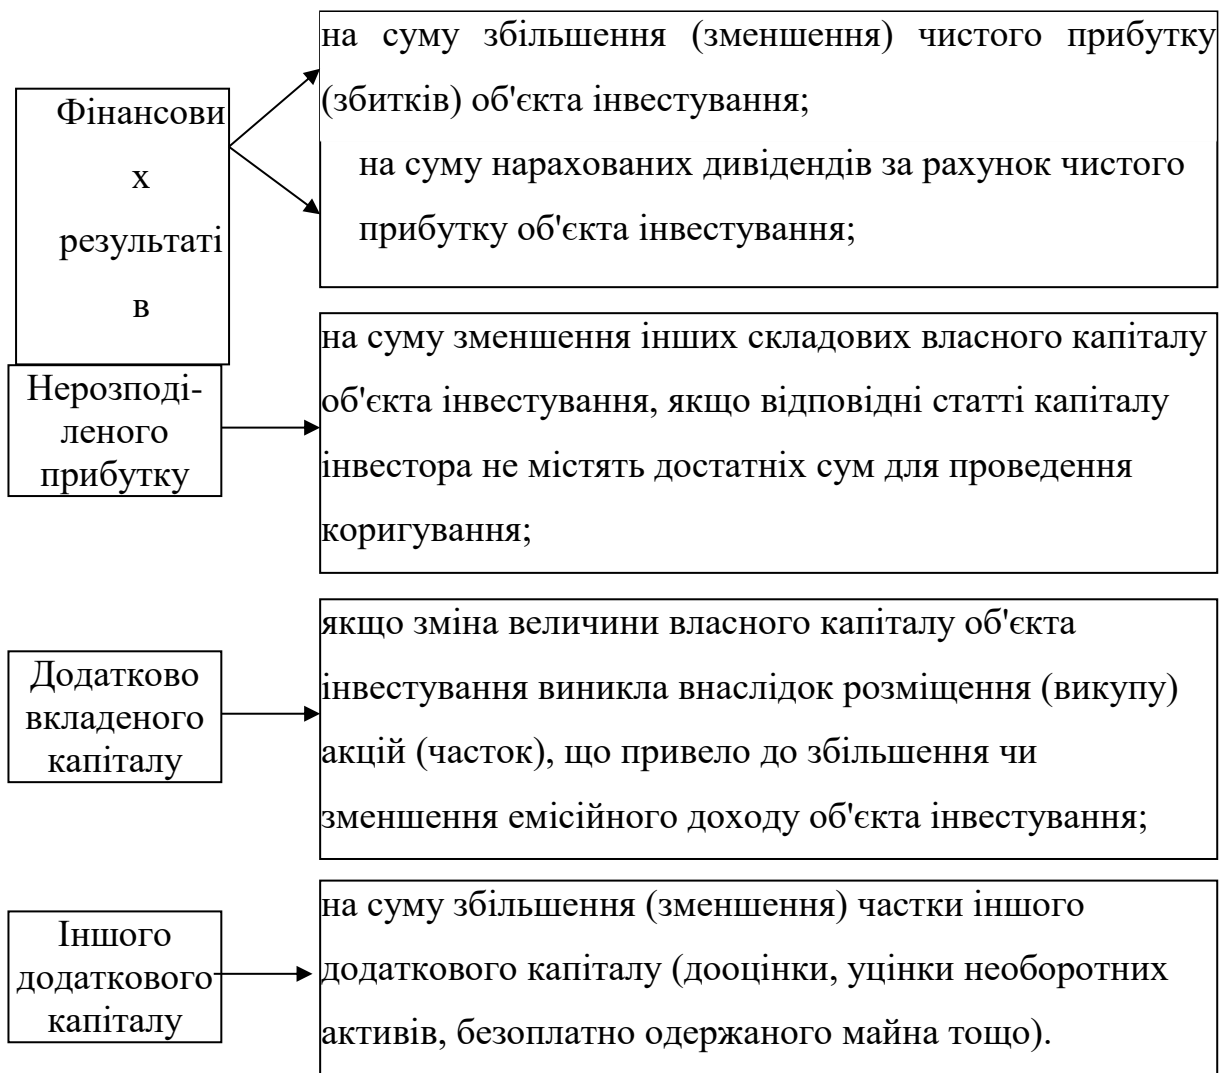 Фінансови
х
результаті
в
на суму збільшення (зменшення) чистого прибутку
(збитків) об'єкта інвестування;
на суму нарахованих дивідендів за рахунок чистого
прибутку об'єкта інвестування;
Нерозподі-
леного
прибутку
на суму зменшення інших складових власного капіталу
об'єкта інвестування, якщо відповідні статті капіталу
інвестора не містять достатніх сум для проведення
коригування;
Додатково
вкладеного
капіталу
якщо зміна величини власного капіталу об'єкта
інвестування виникла внаслідок розміщення (викупу)
акцій (часток), що привело до збільшення чи
зменшення емісійного доходу об'єкта інвестування;
Іншого
додаткового
капіталу
на суму збільшення (зменшення) частки іншого
додаткового капіталу (дооцінки, уцінки необоротних
активів, безоплатно одержаного майна тощо).